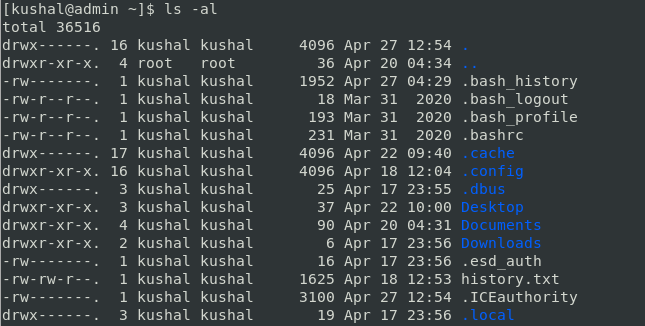 [kushal@admin ~]$ ls -al
total 36516
drwx------. 16 kushal kushal     4096 Apr 27 12:54 .
drwxr-xr-x.  4 root   root         36 Apr 20 04:34 ..
-rw-------.  1 kushal kushal     1952 Apr 27 04:29 .bash_history
-rw-r--r--.  1 kushal kushal       18 Mar 31  2020 .bash_logout
-rw-r--r--.  1 kushal kushal      193 Mar 31  2020 .bash_profile
-rw-r--r--.  1 kushal kushal      231 Mar 31  2020 .bashrc
drwx------. 17 kushal kushal     4096 Apr 22 09:40 .cache
drwxr-xr-x. 16 kushal kushal     4096 Apr 18 12:04 .config
drwx------.  3 kushal kushal       25 Apr 17 23:55 .dbus
drwxr-xr-x.  3 kushal kushal       37 Apr 22 10:00 Desktop
drwxr-xr-x.  4 kushal kushal       90 Apr 20 04:31 Documents
drwxr-xr-x.  2 kushal kushal        6 Apr 17 23:56 Downloads
-rw-------.  1 kushal kushal       16 Apr 17 23:56 .esd_auth
-rw-rw-r--.  1 kushal kushal     1625 Apr 18 12:53 history.txt
-rw-------.  1 kushal kushal     3100 Apr 27 12:54 .ICEauthority
drwx------.  3 kushal kushal       19 Apr 17 23:56 .local